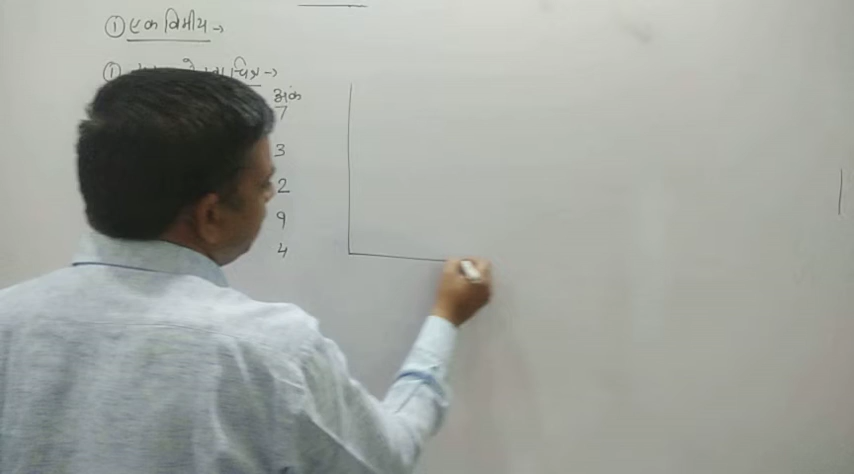 ① एक विमीय →
① चित्र →
अंक
7
3
2
9
4